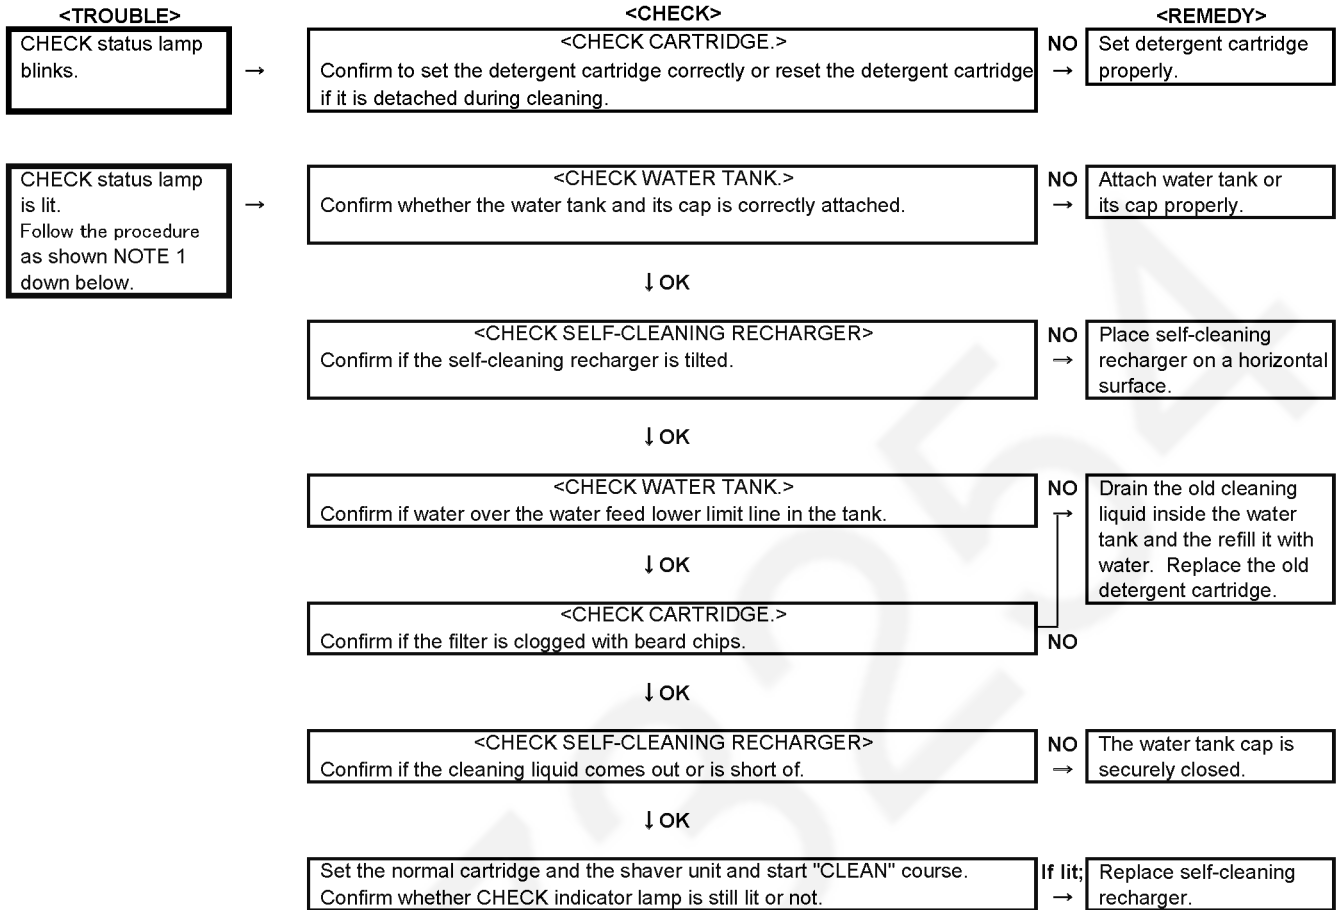 <TROUBLE>
<CHECK>
<REMEDY>
CHECK status lamp
blinks.
→
<CHECK CARTRIDGE.>
Confirm to set the detergent cartridge correctly or reset the detergent cartridge
if it is detached during cleaning.
NO
→
Set detergent cartridge
properly.
CHECK status lamp
is lit.
Follow the procedure
as shown NOTE 1
down below.
→
<CHECK WATER TANK.>
Confirm whether the water tank and its cap is correctly attached.
NO
→
Attach water tank or
its cap properly.
↓ OK
<CHECK SELF-CLEANING RECHARGER>
Confirm if the self-cleaning recharger is tilted.
NO
→
Place self-cleaning
recharger on a horizontal
surface.
↓ OK
<CHECK WATER TANK.>
Confirm if water over the water feed lower limit line in the tank.
NO
→
Drain the old cleaning
liquid inside the water
tank and the refill it with
water. Replace the old
detergent cartridge.
↓ OK
<CHECK CARTRIDGE.>
Confirm if the filter is clogged with beard chips.
NO
↓ OK
<CHECK SELF-CLEANING RECHARGER>
Confirm if the cleaning liquid comes out or is short of.
NO
→
The water tank cap is
securely closed.
↓ OK
Set the normal cartridge and the shaver unit and start "CLEAN" course.
Confirm whether CHECK indicator lamp is still lit or not.
If lit;
→
Replace self-cleaning
recharger.